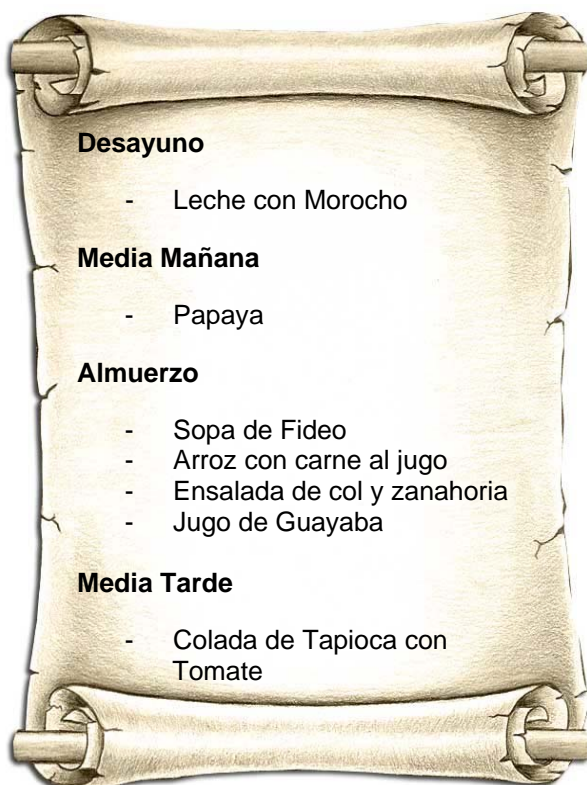 Desayuno
- Leche con Morocho
Media Mañana
- Papaya
Almuerzo
- Sopa de Fideo
- Arroz con carne al jugo
- Ensalada de col y zanahoria
- Jugo de Guayaba
Media Tarde
- Colada de Tapioca con
Tomate